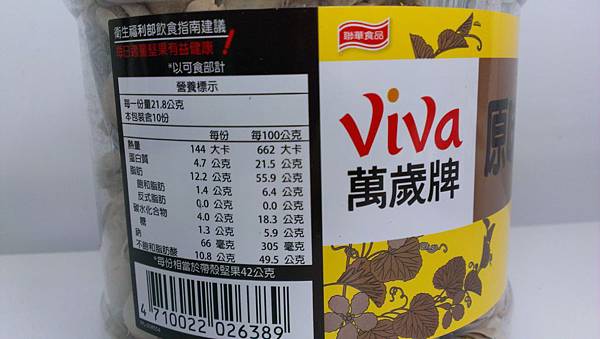 衛生福利部飲食指南建議
每日適量堅果有益健康！
*以可食部計
營養標示
每一份量21.8公克
本包裝含10份
每份 每100公克
熱量 144 大卡 662 大卡
蛋白質 4.7 公克 21.5 公克
脂肪 12.2 公克 55.9 公克
飽和脂肪 1.4 公克 6.4 公克
反式脂肪 0.0 公克 0.0 公克
碳水化合物 4.0 公克 18.3 公克
糖 1.3 公克 5.9 公克
鈉 66 毫克 305 毫克
不飽和脂肪酸 10.8 公克 49.5 公克
*每份相當於帶殼堅果42公克
4 710022 026389
聯華食品
viva
萬歲牌
原